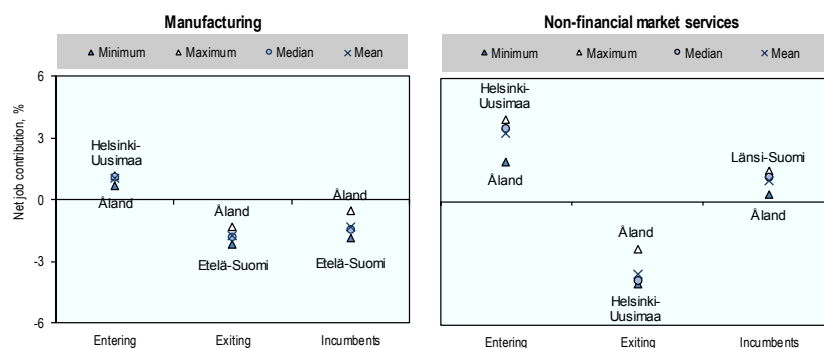 Manufacturing
Minimum Maximum Median Mean
Net job contribution, %
6
3
0
-3
-6
Helsinki-
Uusimaa
Åland
Åland
Etelä-Suomi
Åland
Etelä-Suomi
Entering Exiting Incumbents
Non-financial market services
Minimum Maximum Median Mean
Helsinki-
Uusimaa
Åland
Åland
Helsinki-
Uusimaa
Länsi-Suomi
Åland
Entering Exiting Incumbents